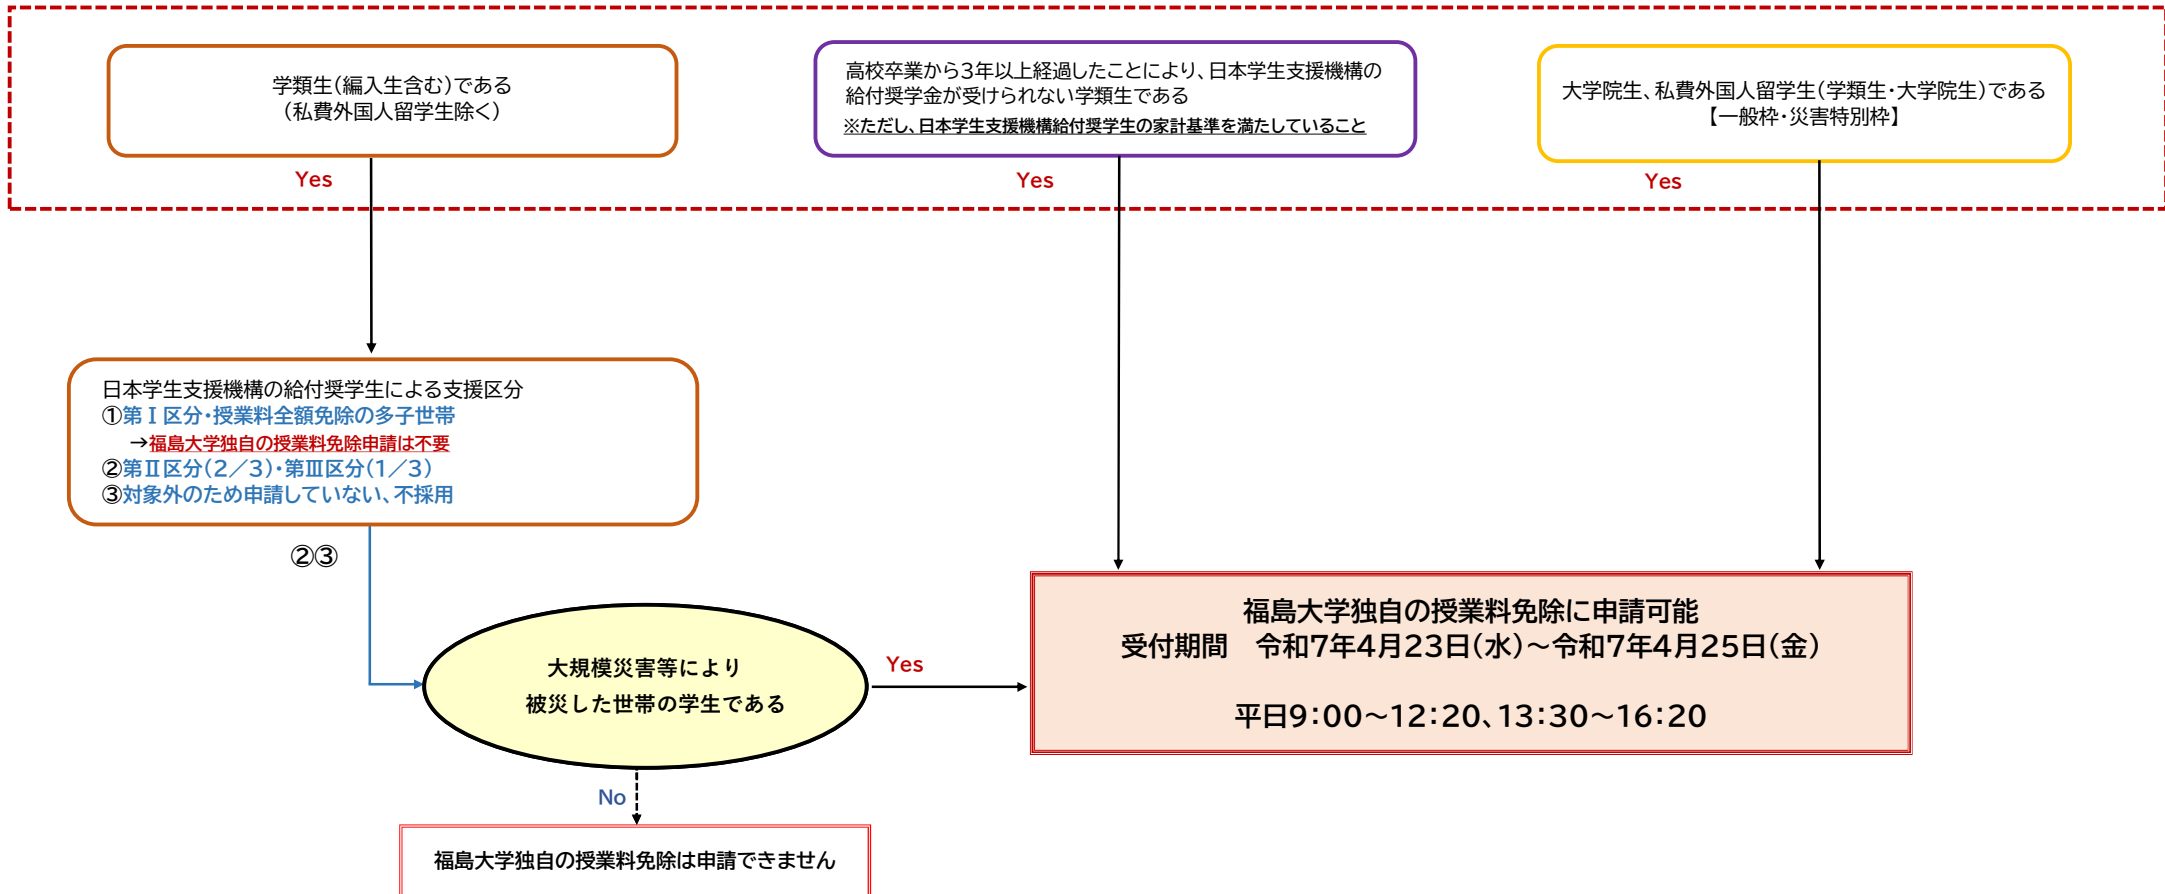 学類生(編入生含む)である
(私費外国人留学生除く)
高校卒業から3年以上経過したことにより、日本学生支援機構の
給付奨学金が受けられない学類生である
※ただし、日本学生支援機構給付奨学生の家計基準を満たしていること
大学院生、私費外国人留学生(学類生・大学院生)である
【一般枠・災害特別枠】
Yes
Yes
Yes
日本学生支援機構の給付奨学生による支援区分
①第Ⅰ区分・授業料全額免除の多子世帯
→福島大学独自の授業料免除申請は不要
②第Ⅱ区分(2/3)・第Ⅲ区分(1/3)
③対象外のため申請していない、不採用
②③
大規模災害等により
被災した世帯の学生である
Yes
福島大学独自の授業料免除に申請可能
受付期間 令和7年4月23日(水)~令和7年4月25日(金)
平日9:00~12:20、13:30~16:20
No
福島大学独自の授業料免除は申請できません